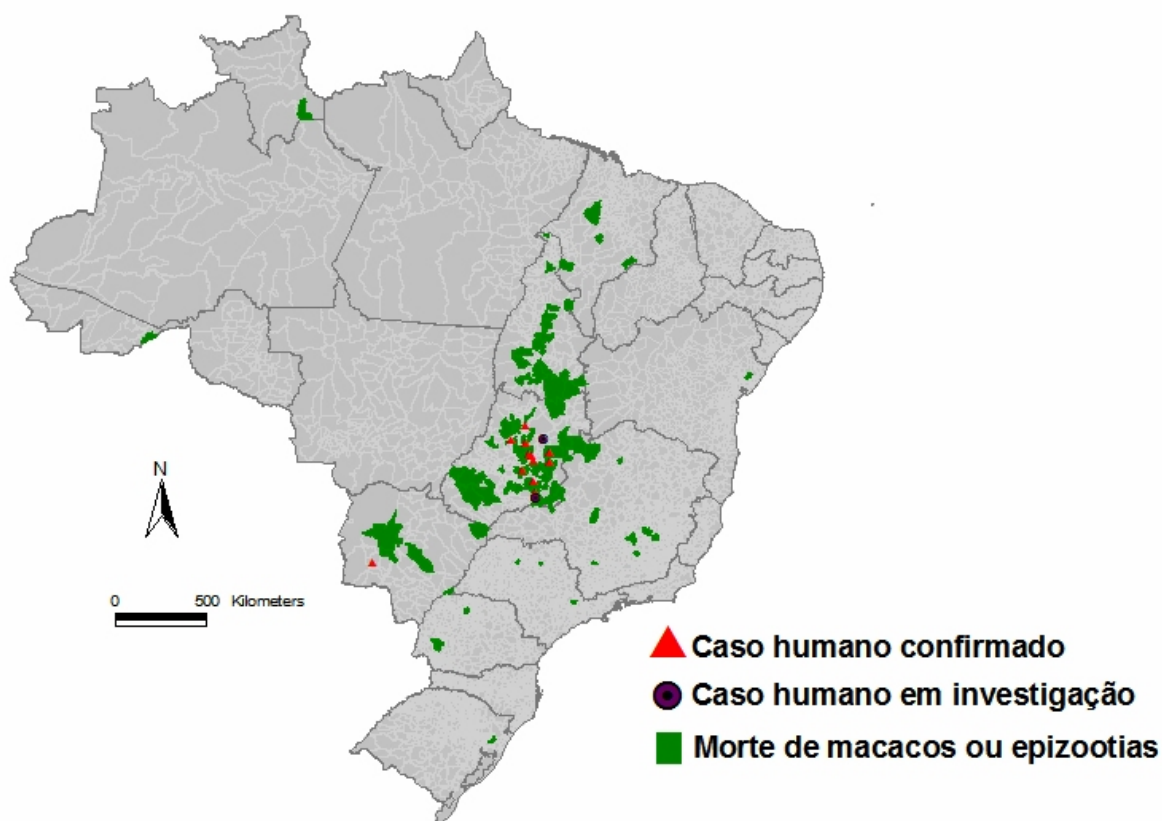 N
0 500 Kilometers
Caso humano confirmado
Caso humano em investigação
Morte de macacos ou epizootias